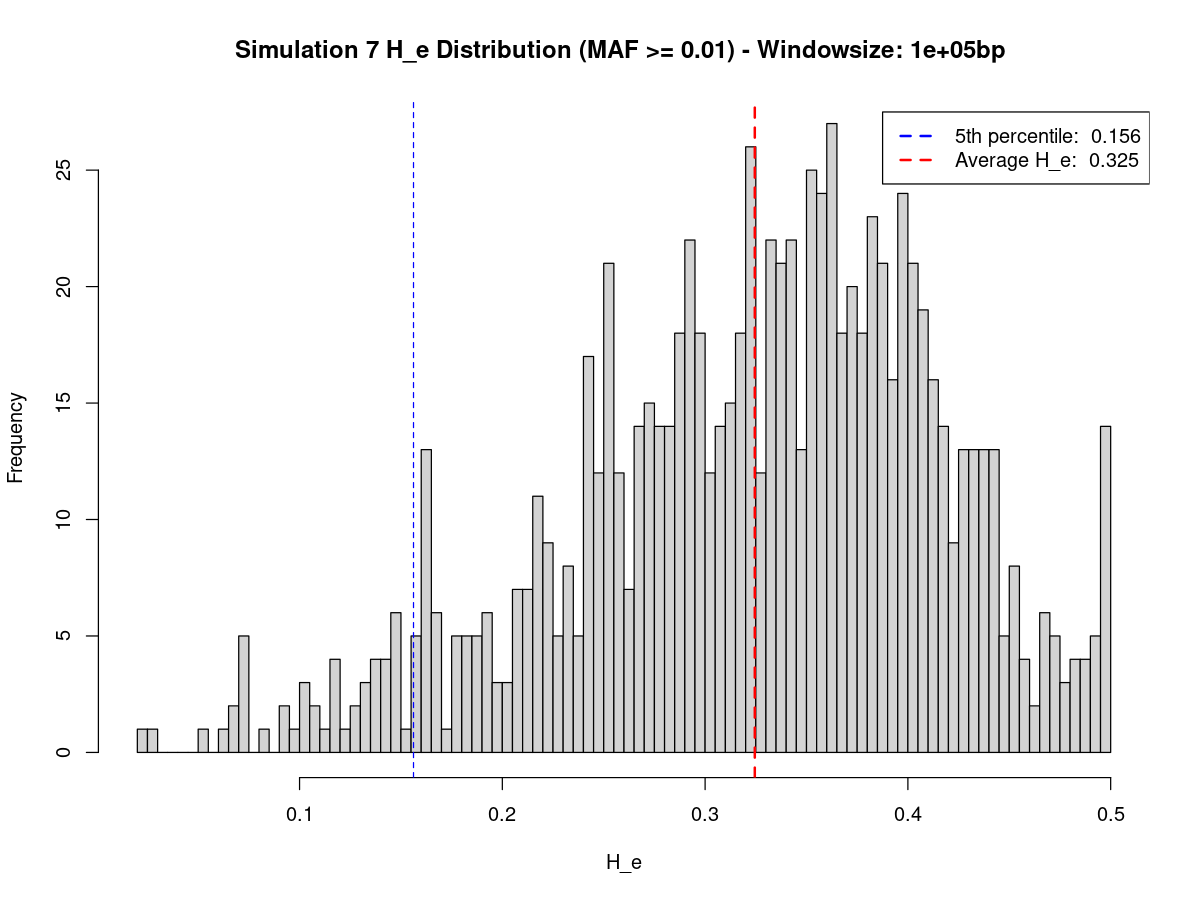 Simulation 7 H_e Distribution (MAF >= 0.01) - Windowsize: 1e+05bp
5th percentile: 0.156
Average H_e: 0.325
Frequency
25
20
15
10
5
0
0.1 0.2 0.3 0.4 0.5
H_e